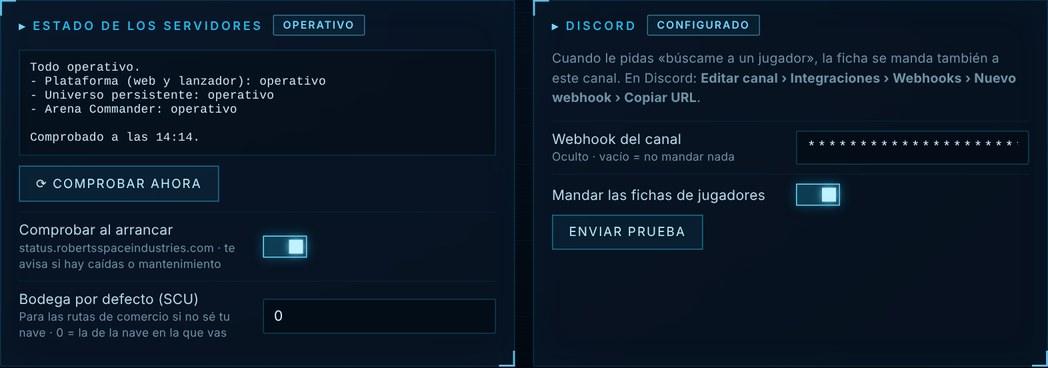 ▸ ESTADO DE LOS SERVIDORES OPERATIVO
Todo operativo.
- Plataforma (web y lanzador): operativo
- Universo persistente: operativo
- Arena Commander: operativo
Comprobado a las 14:14.
⟳ COMPROBAR AHORA
Comprobar al arrancar
status.robertsspaceindustries.com · te
avisa si hay caídas o mantenimiento
Bodega por defecto (SCU)
Para las rutas de comercio si no sé tu
nave · 0 = la de la nave en la que vas
0
▸ DISCORD CONFIGURADO
Cuando le pidas «búscame a un jugador», la ficha se manda también a
este canal. En Discord: Editar canal › Integraciones › Webhooks › Nuevo
webhook › Copiar URL.
Webhook del canal
Oculto · vacío = no mandar nada
* * * * * * * * * * * * * * * * * * * *
Mandar las fichas de jugadores
ENVIAR PRUEBA